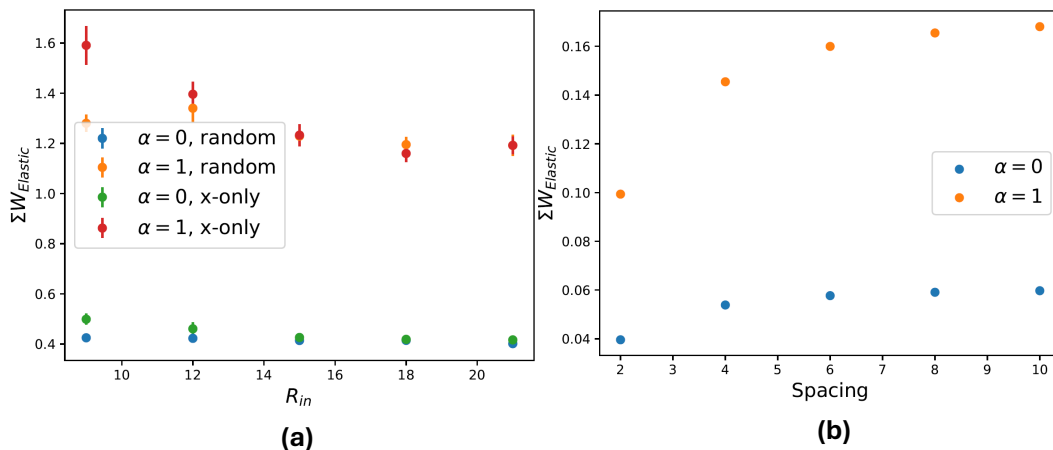 1.6
1.4
1.2
1.0
0.8
0.6
0.4
ΣW_Elastic
α = 0, random
α = 1, random
α = 0, x-only
α = 1, x-only
10 12 14 16 18 20
R_in
(a)
0.16
0.14
0.12
0.10
0.08
0.06
0.04
ΣW_Elastic
α = 0
α = 1
2 3 4 5 6 7 8 9 10
Spacing
(b)